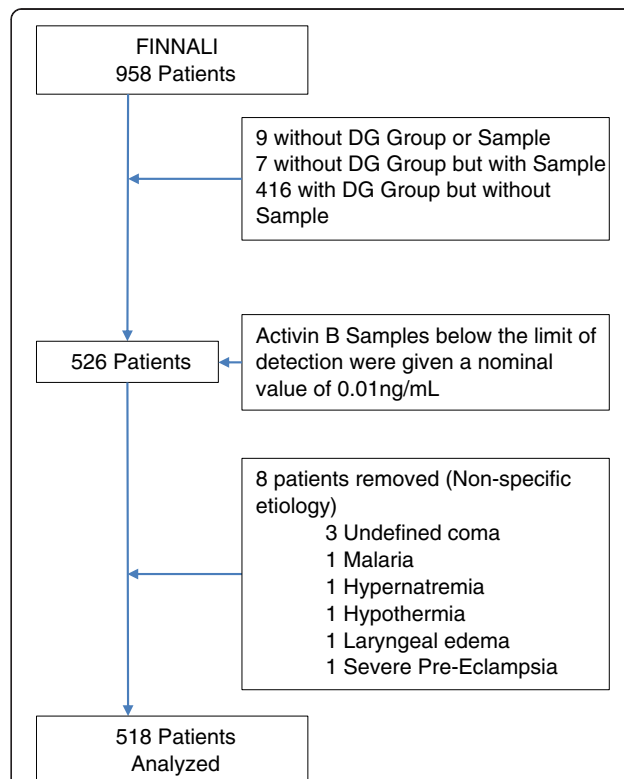 FINNALI
958 Patients
9 without DG Group or Sample
7 without DG Group but with Sample
416 with DG Group but without
Sample
526 Patients
Activin B Samples below the limit of
detection were given a nominal
value of 0.01ng/mL
8 patients removed (Non-specific
etiology)
3 Undefined coma
1 Malaria
1 Hypernatremia
1 Hypothermia
1 Laryngeal edema
1 Severe Pre-Eclampsia
518 Patients
Analyzed